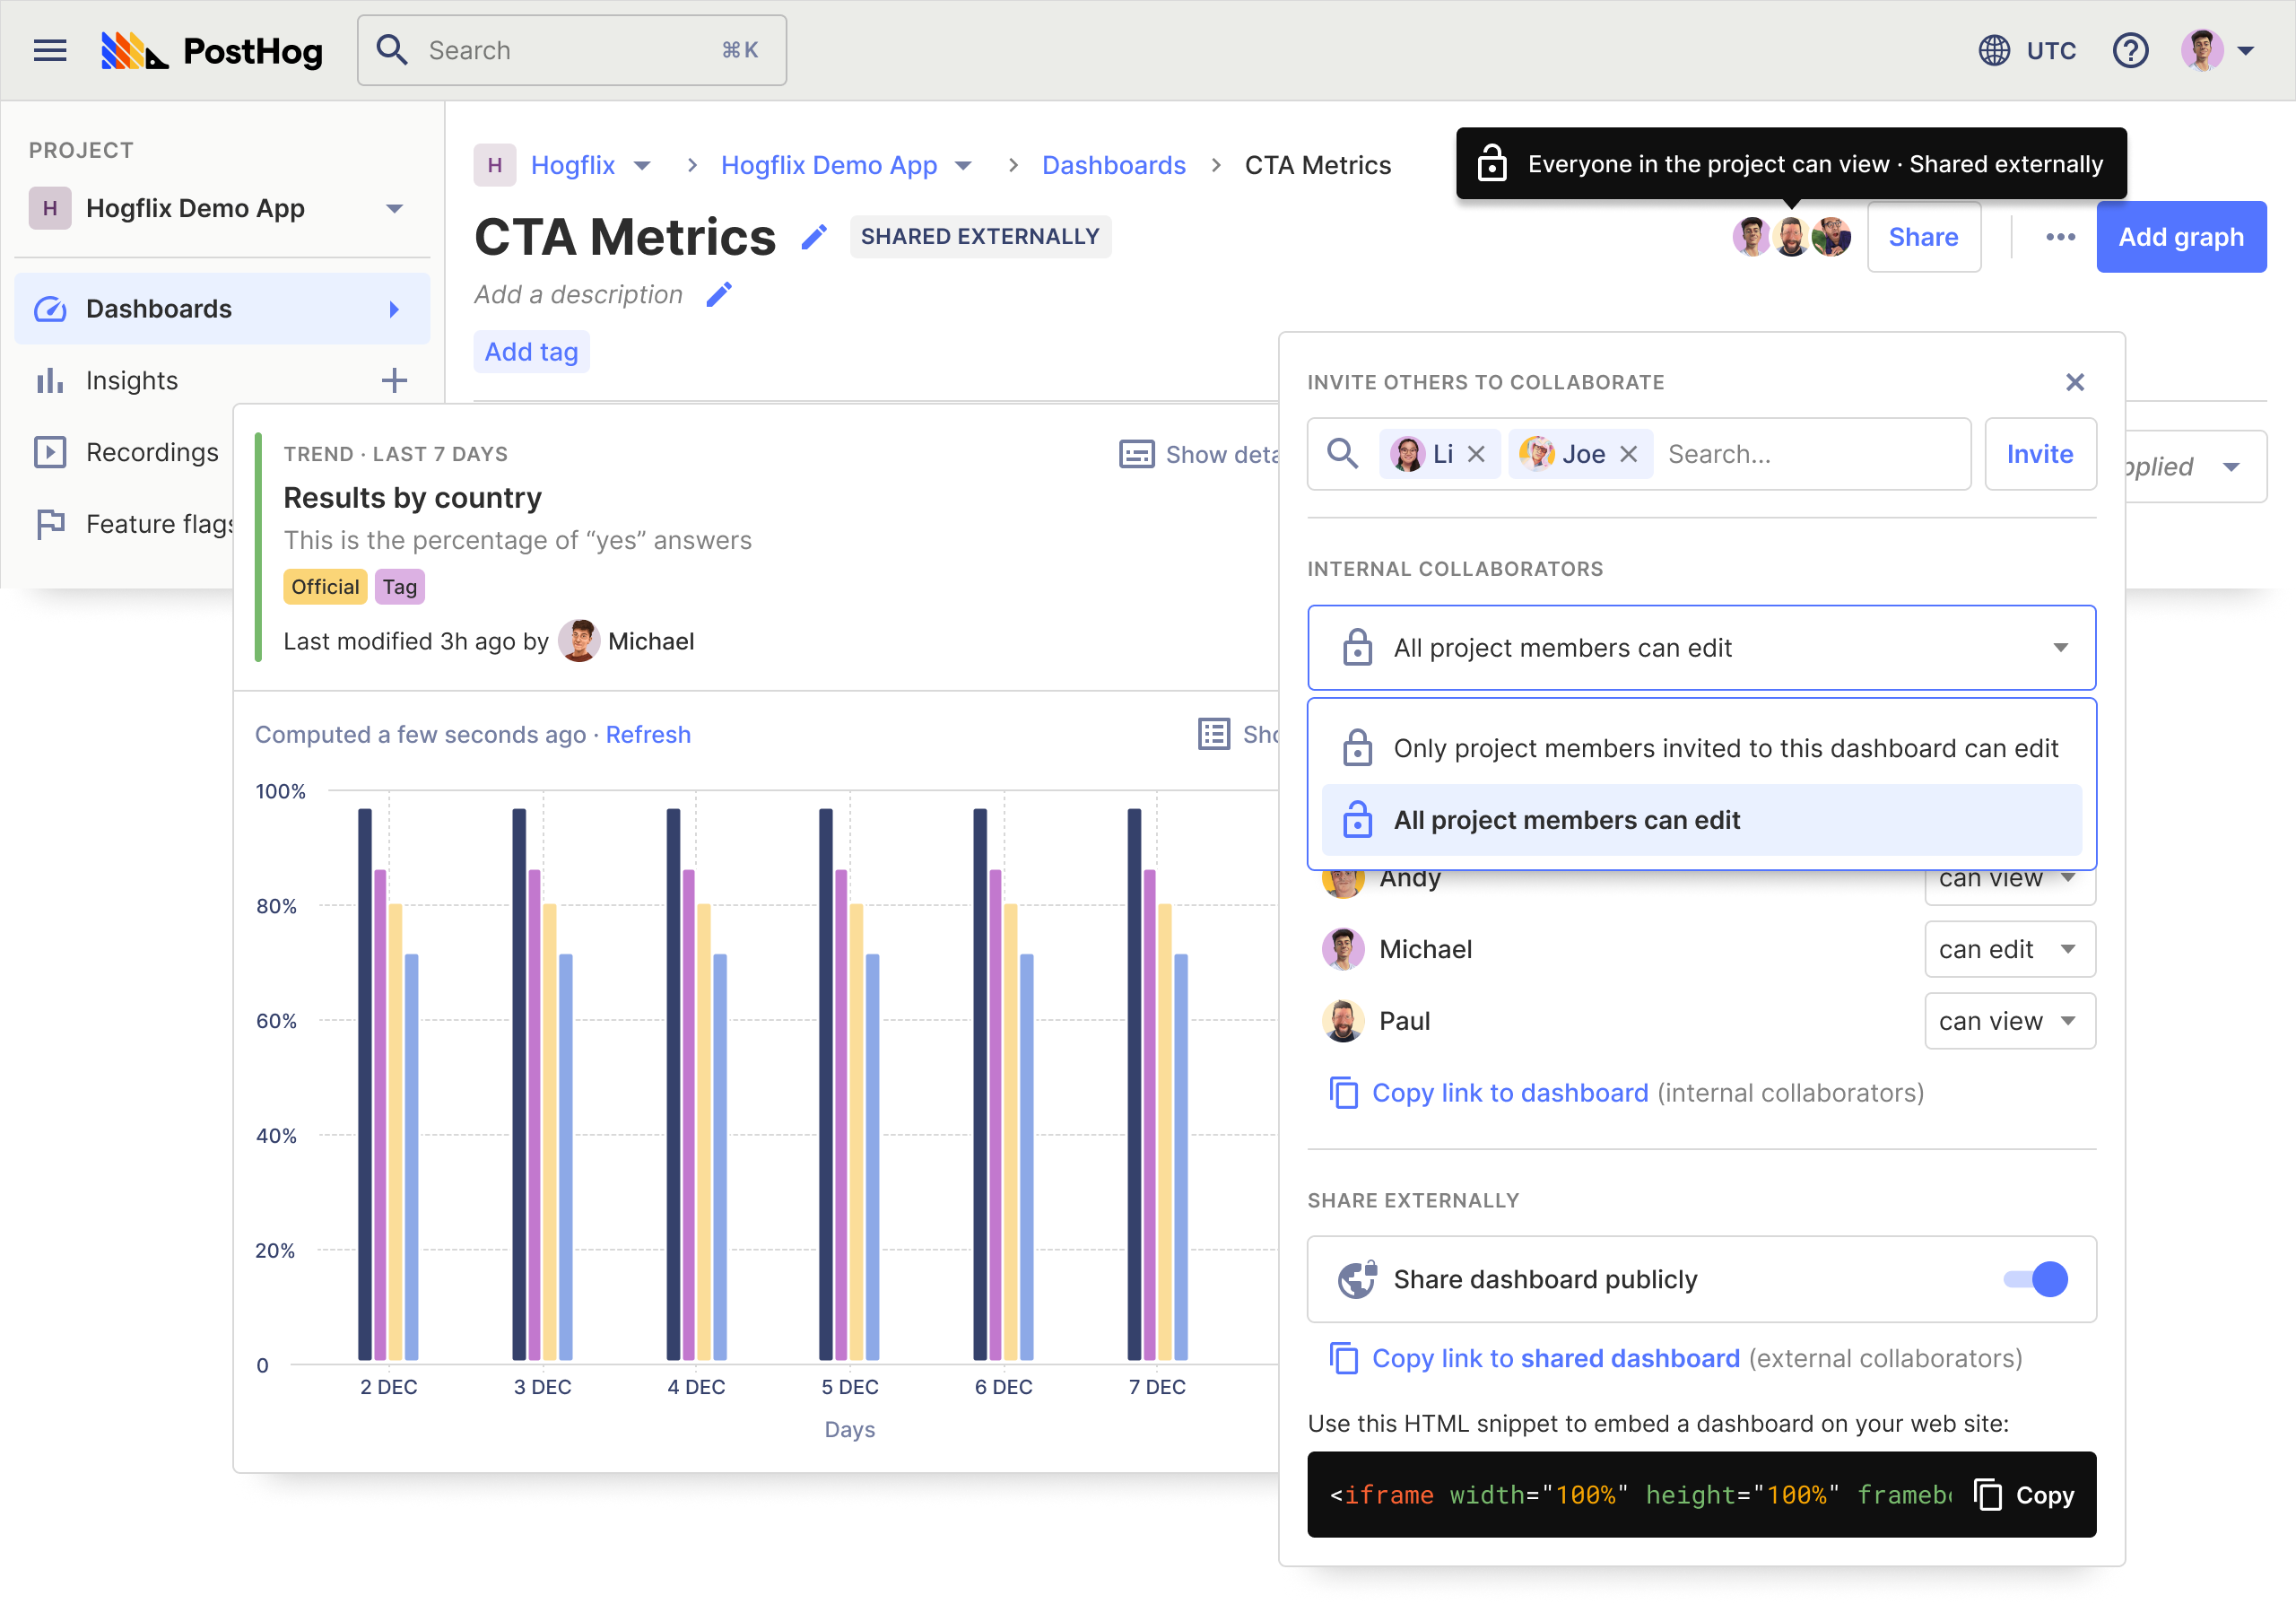 PostHog
Search
⌘K
UTC
PROJECT
H
Hogflix Demo App
Dashboards
Insights
Recordings
Feature flags
H
Hogflix
Hogflix Demo App
Dashboards
CTA Metrics
Everyone in the project can view · Shared externally
CTA Metrics
SHARED EXTERNALLY
Share
Add graph
Add a description
Add tag
TREND · LAST 7 DAYS
Show deta
Results by country
This is the percentage of “yes” answers
Official
Tag
Last modified 3h ago by Michael
Computed a few seconds ago · Refresh
Sho
100%
80%
60%
40%
20%
0
2 DEC
3 DEC
4 DEC
5 DEC
6 DEC
7 DEC
Days
INVITE OTHERS TO COLLABORATE
Li
Joe
Search...
Invite
pplied
INTERNAL COLLABORATORS
All project members can edit
Only project members invited to this dashboard can edit
All project members can edit
Andy
can view
Michael
can edit
Paul
can view
Copy link to dashboard (internal collaborators)
SHARE EXTERNALLY
Share dashboard publicly
Copy link to shared dashboard (external collaborators)
Use this HTML snippet to embed a dashboard on your web site:
<iframe width="100%" height="100%" framebo
Copy